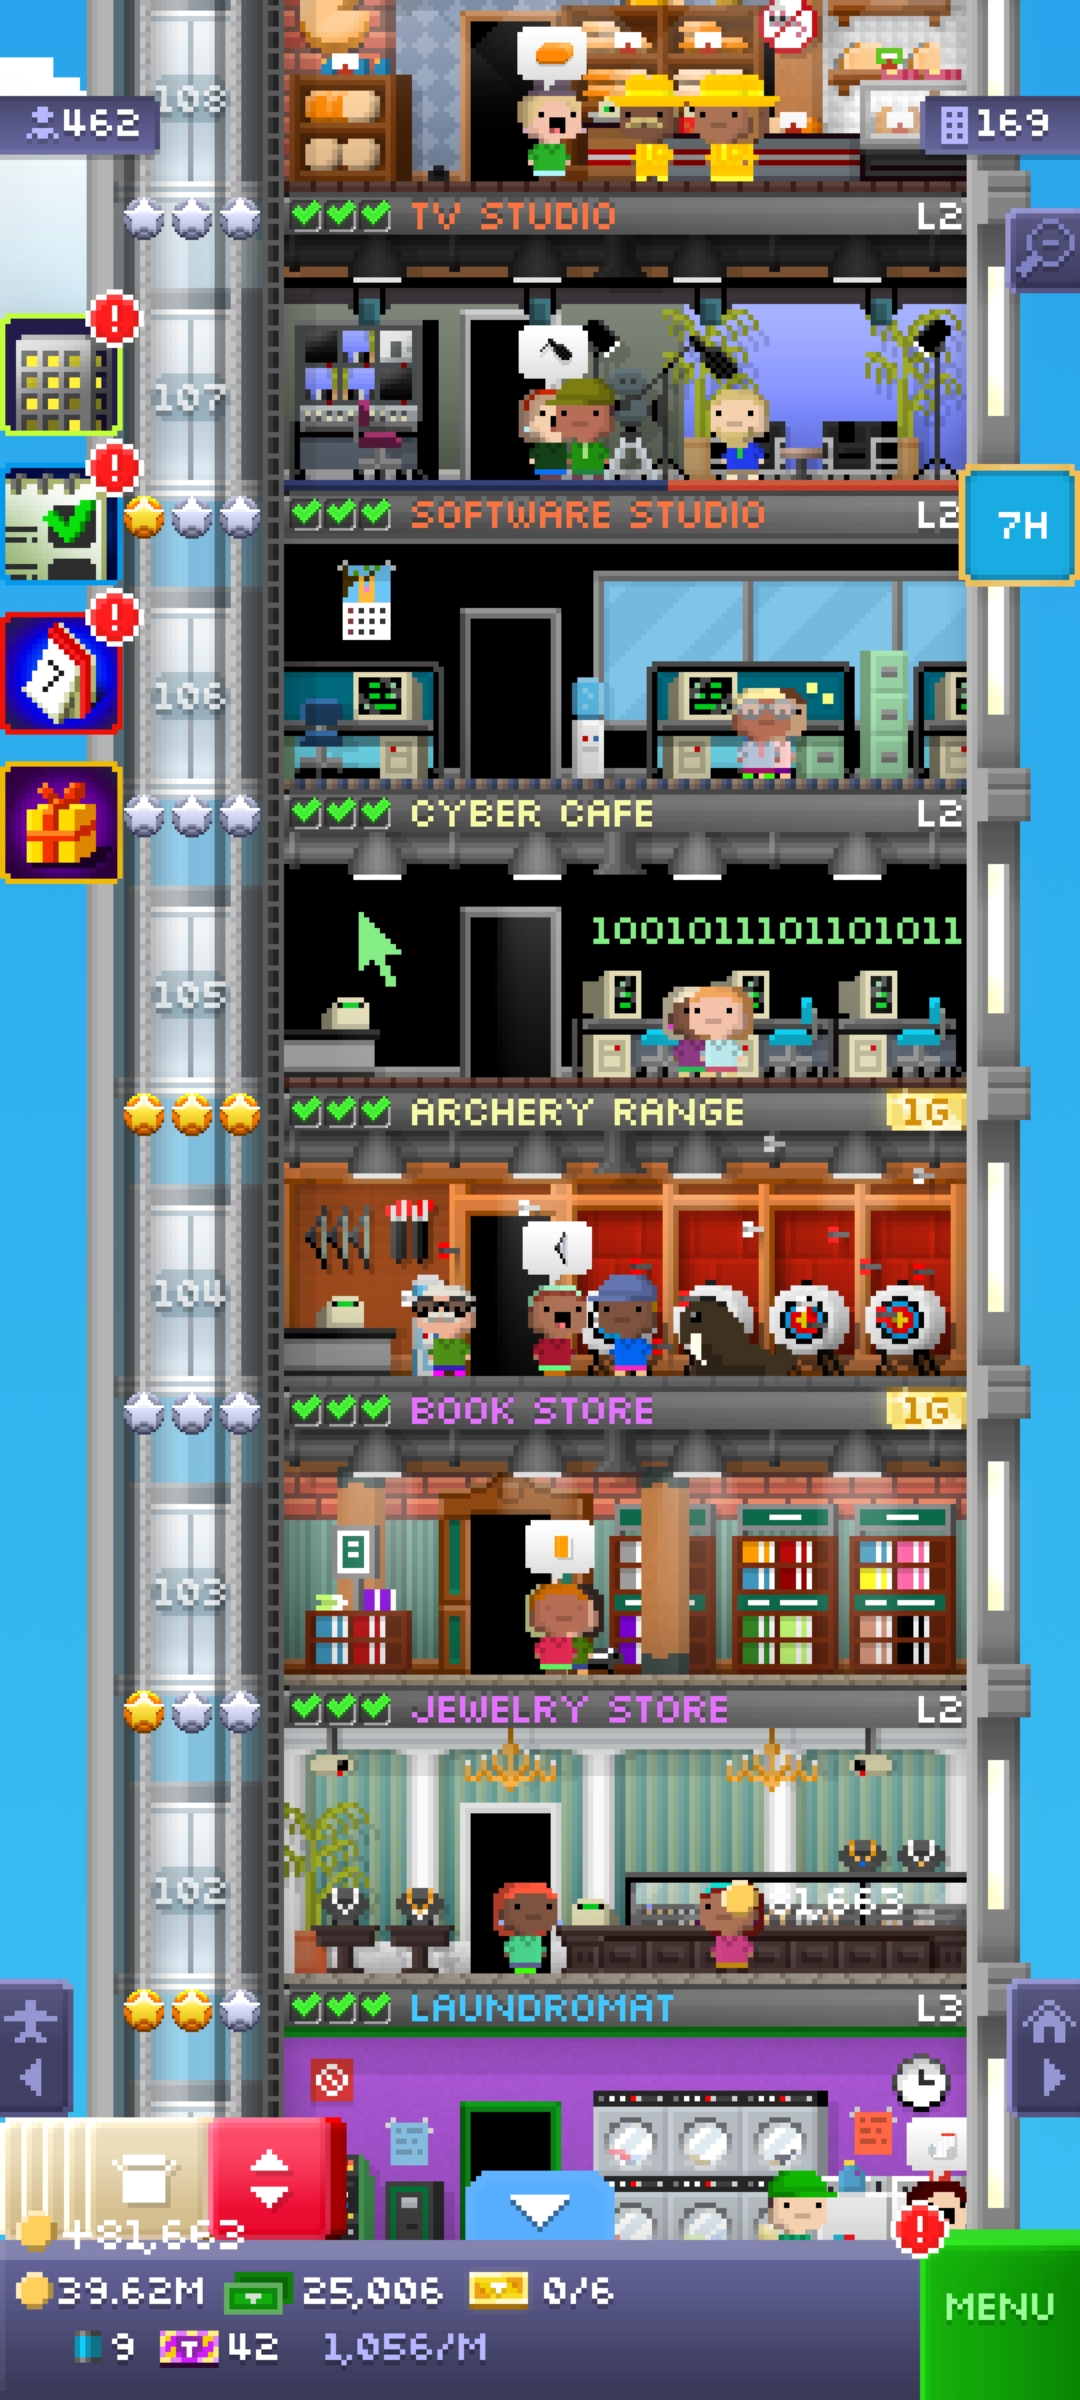 108
462
169
TV STUDIO
L2
107
SOFTWARE STUDIO
L2
7H
106
CYBER CAFE
L2
1001011101101011
105
ARCHERY RANGE
1G
104
BOOK STORE
1G
8
103
JEWELRY STORE
L2
81,663
102
LAUNDROMAT
L3
+81,663
39.62M
25,006
0/6
MENU
9
T
42
1,056/M